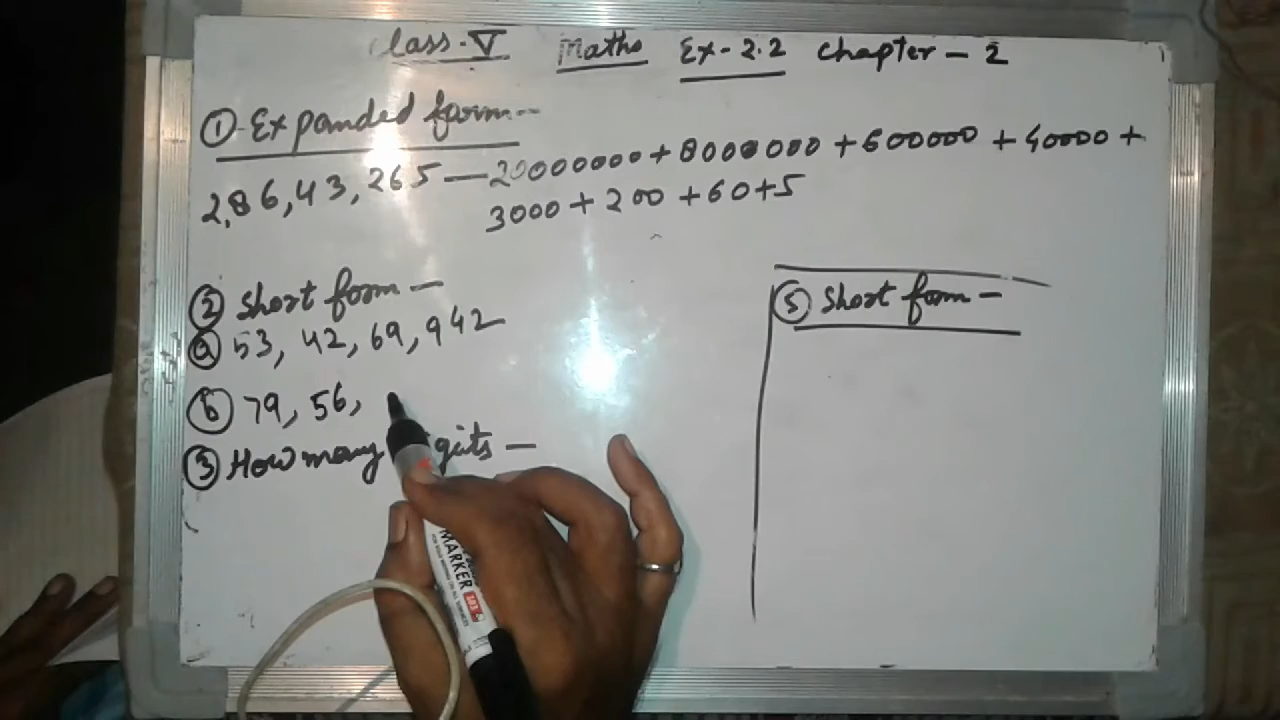 Class - V Maths Ex - 2.2 Chapter - 2
① Expanded form -
2,86,43,265 — 20000000 + 8000000 + 600000 + 40000 +
3000 + 200 + 60 + 5
② Short form -
ⓐ 53, 42, 69, 942
ⓑ 79, 56,
③ How many
⑤ Short form -
MARKER